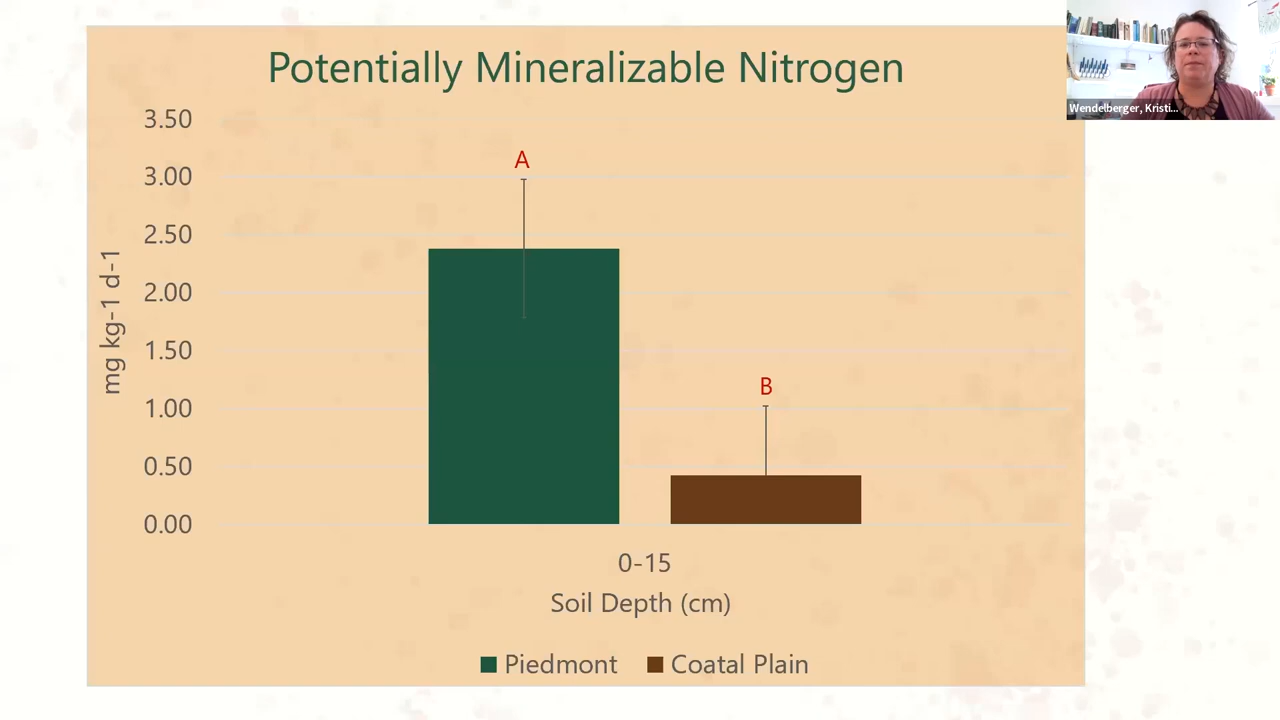 Potentially Mineralizable Nitrogen
Wendelberger, Kristi...
3.50
3.00
2.50
2.00
1.50
1.00
0.50
0.00
mg kg-1 d-1
A
B
0-15
Soil Depth (cm)
Piedmont
Coatal Plain